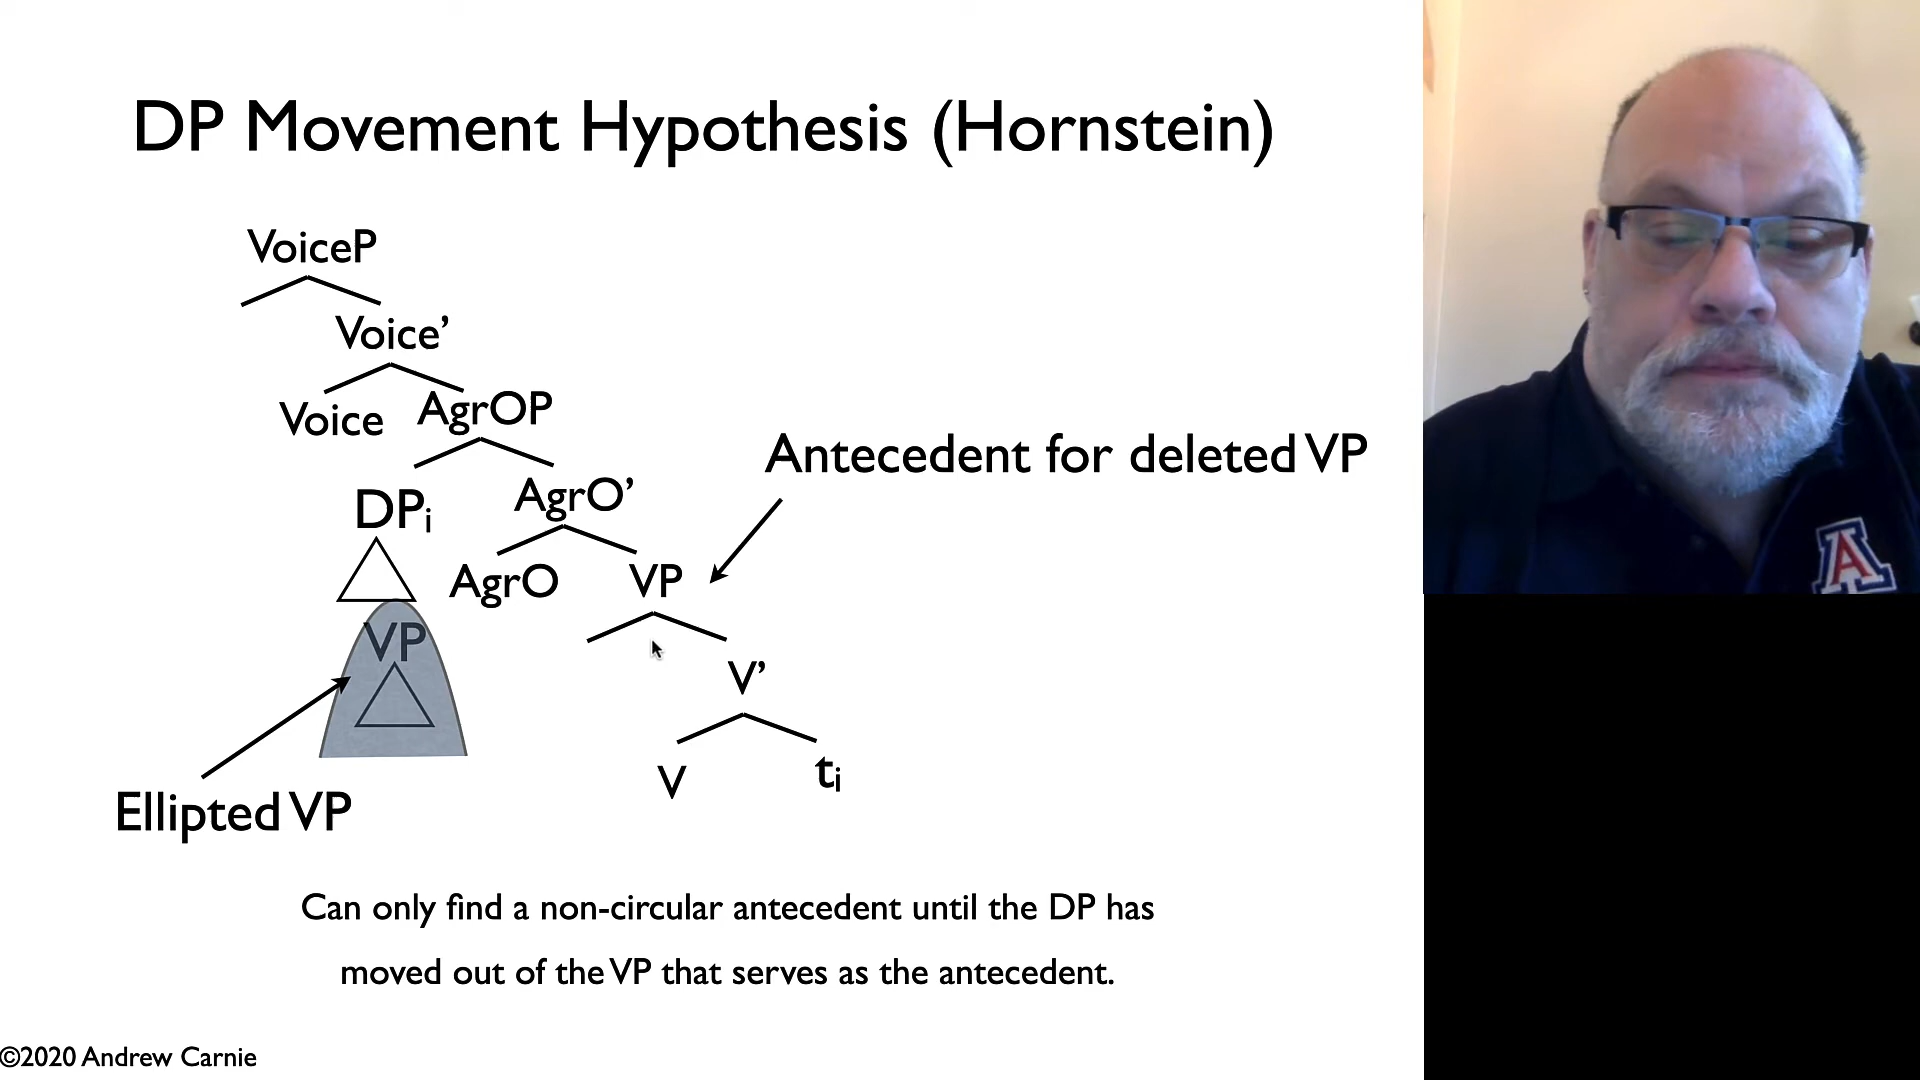 DP Movement Hypothesis (Hornstein)
VoiceP
Voice’
Voice AgrOP
DPi AgrO’
AgrO VP
Antecedent for deleted VP
VP
V’
V ti
Ellipted VP
Can only find a non-circular antecedent until the DP has
moved out of the VP that serves as the antecedent.
©2020 Andrew Carnie
A